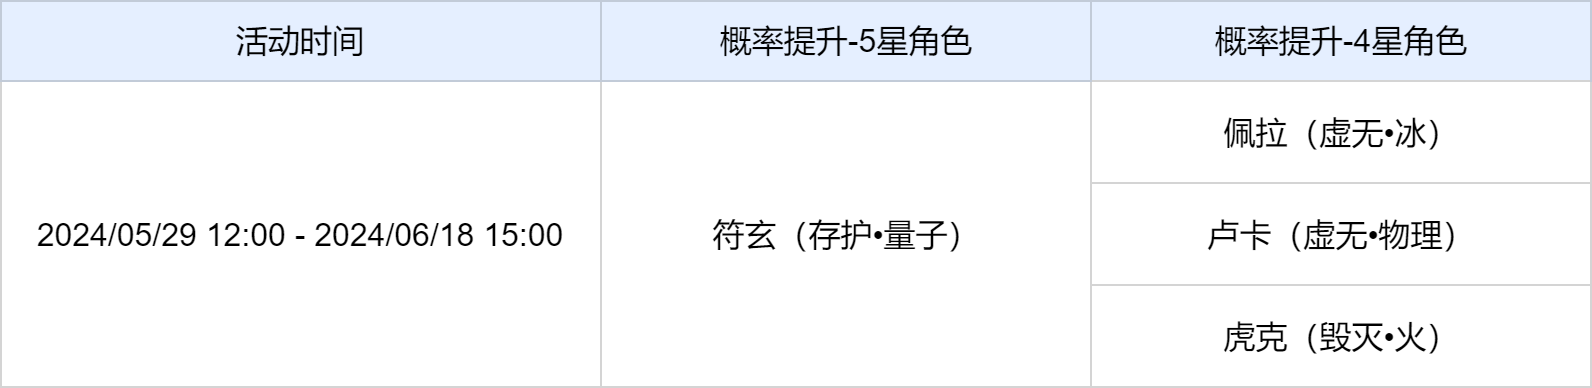 活动时间
概率提升-5星角色
概率提升-4星角色
2024/05/29 12:00 - 2024/06/18 15:00
符玄（存护•量子）
佩拉（虚无•冰）
卢卡（虚无•物理）
虎克（毁灭•火）